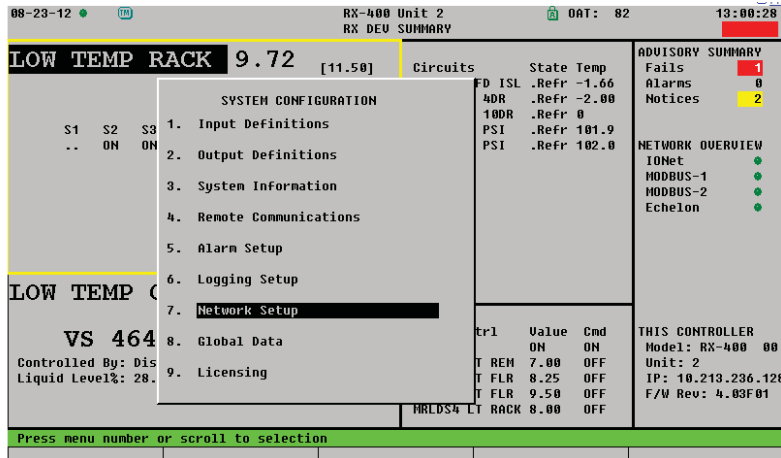 08-23-12 TM RX-400 Unit 2 OAT: 82 13:00:28
RX DEV SUMMARY
LOW TEMP RACK 9.72 [11.50]
S1 S2 S3
.. ON ON
LOW TEMP
VS 464
Controlled By: Dis
Liquid Level%: 28.
SYSTEM CONFIGURATION
1. Input Definitions
2. Output Definitions
3. System Information
4. Remote Communications
5. Alarm Setup
6. Logging Setup
7. Network Setup
8. Global Data
9. Licensing
Circuits State Temp
FD ISL .Refr -1.66
4DR .Refr -2.00
10DR .Refr 0
PSI .Refr 101.9
PSI .Refr 102.0
trl Value Cmd
ON ON
T REM 7.00 OFF
T FLR 8.25 OFF
T FLR 9.50 OFF
MRLDS4 LT RACK 8.00 OFF
ADVISORY SUMMARY
Fails 1
Alarms 0
Notices 2
NETWORK OVERVIEW
IONet
MODBUS-1
MODBUS-2
Echelon
THIS CONTROLLER
Model: RX-400 00
Unit: 2
IP: 10.213.236.128
F/W Rev: 4.03F01
Press menu number or scroll to selection